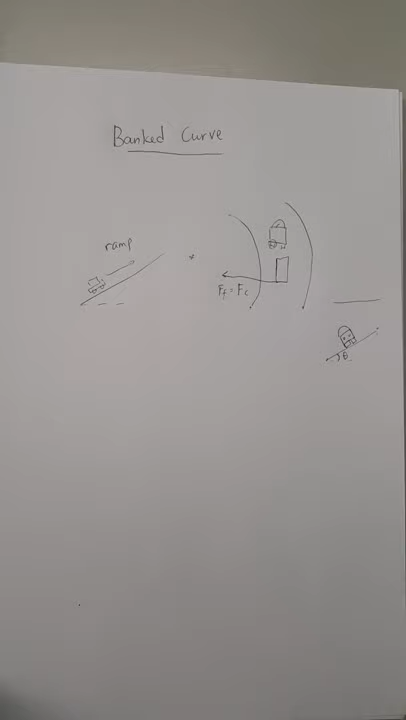 Banked Curve
ramp
Ff = Fc
θ